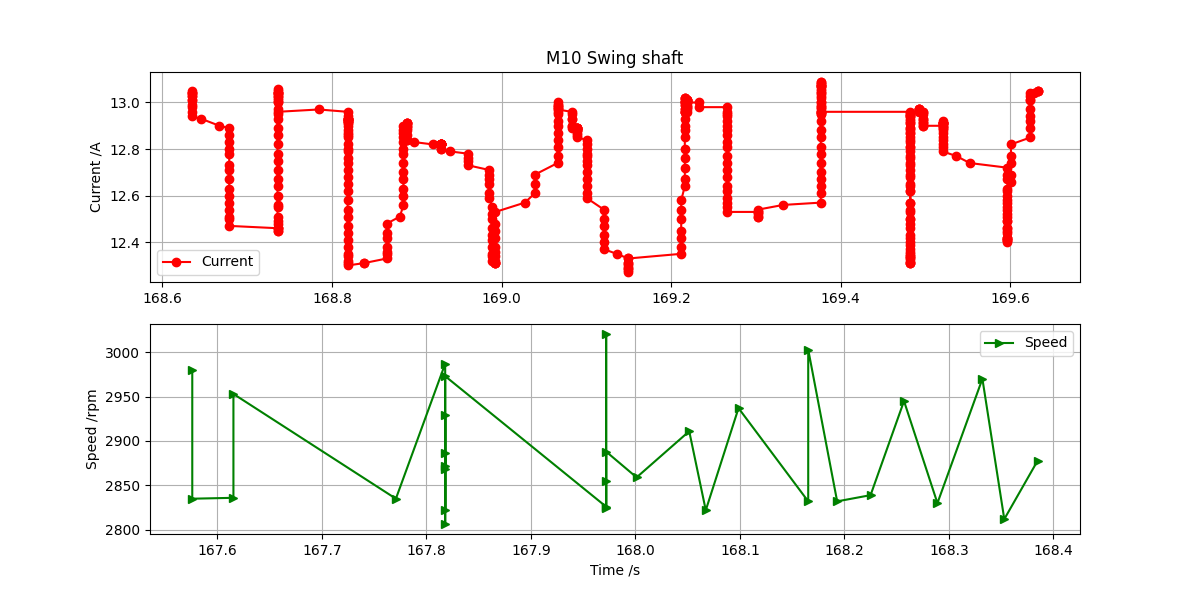 M10 Swing shaft
Current /A
13.0
12.8
12.6
12.4
Current
168.6 168.8 169.0 169.2 169.4 169.6
Speed /rpm
3000
2950
2900
2850
2800
Speed
167.6 167.7 167.8 167.9 168.0 168.1 168.2 168.3 168.4
Time /s